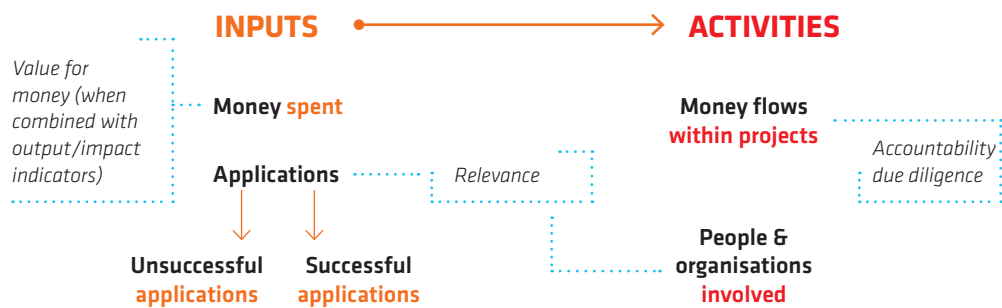 INPUTS
ACTIVITIES
Value for
money (when
combined with
output/impact
indicators)
Money spent
Applications
Relevance
Unsuccessful
applications
Successful
applications
Money flows
within projects
Accountability
due diligence
People &
organisations
involved